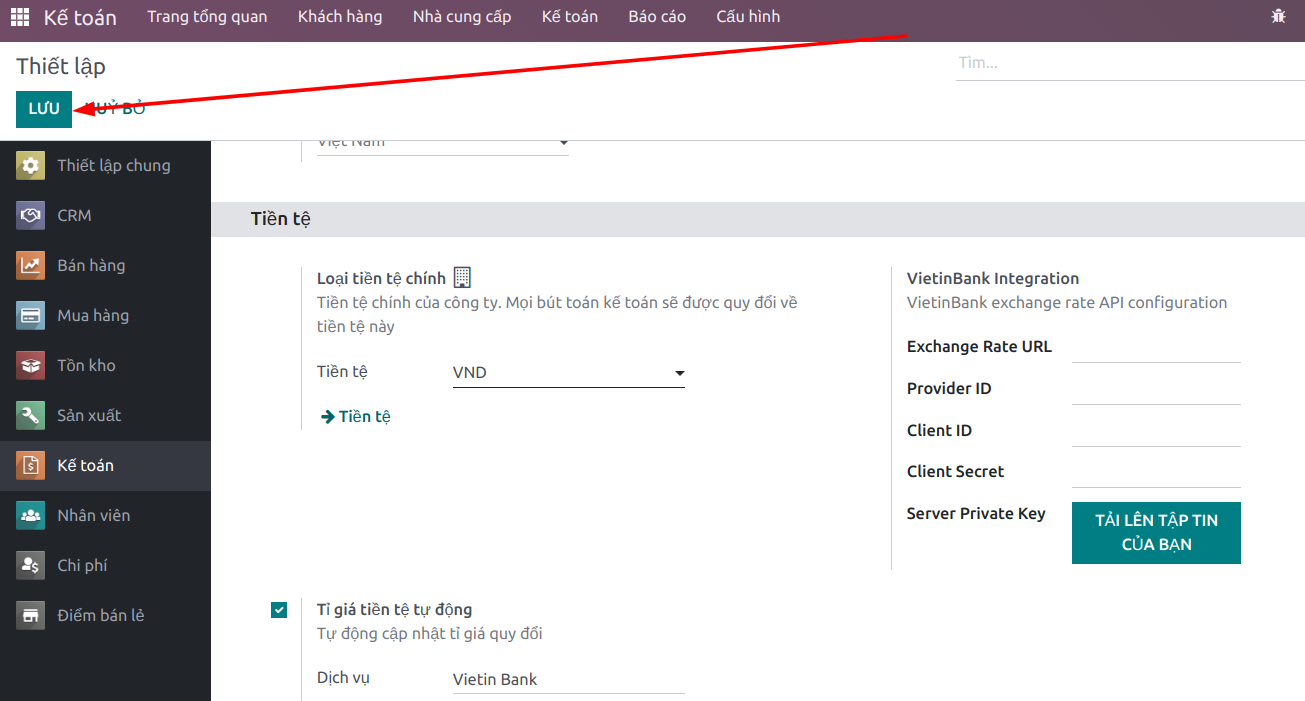 Kế toán
Trang tổng quan
Khách hàng
Nhà cung cấp
Kế toán
Báo cáo
Cấu hình
Thiết lập
Tìm...
LƯU
HUỶ BỎ
Thiết lập chung
CRM
Bán hàng
Mua hàng
Tồn kho
Sản xuất
Kế toán
Nhân viên
Chi phí
Điểm bán lẻ
Việt Nam
Tiền tệ
Loại tiền tệ chính
Tiền tệ chính của công ty. Mọi bút toán kế toán sẽ được quy đổi về
tiền tệ này
Tiền tệ
VND
Tiền tệ
VietinBank Integration
VietinBank exchange rate API configuration
Exchange Rate URL
Provider ID
Client ID
Client Secret
Server Private Key
TẢI LÊN TẬP TIN
CỦA BẠN
Tỉ giá tiền tệ tự động
Tự động cập nhật tỉ giá quy đổi
Dịch vụ
Vietin Bank